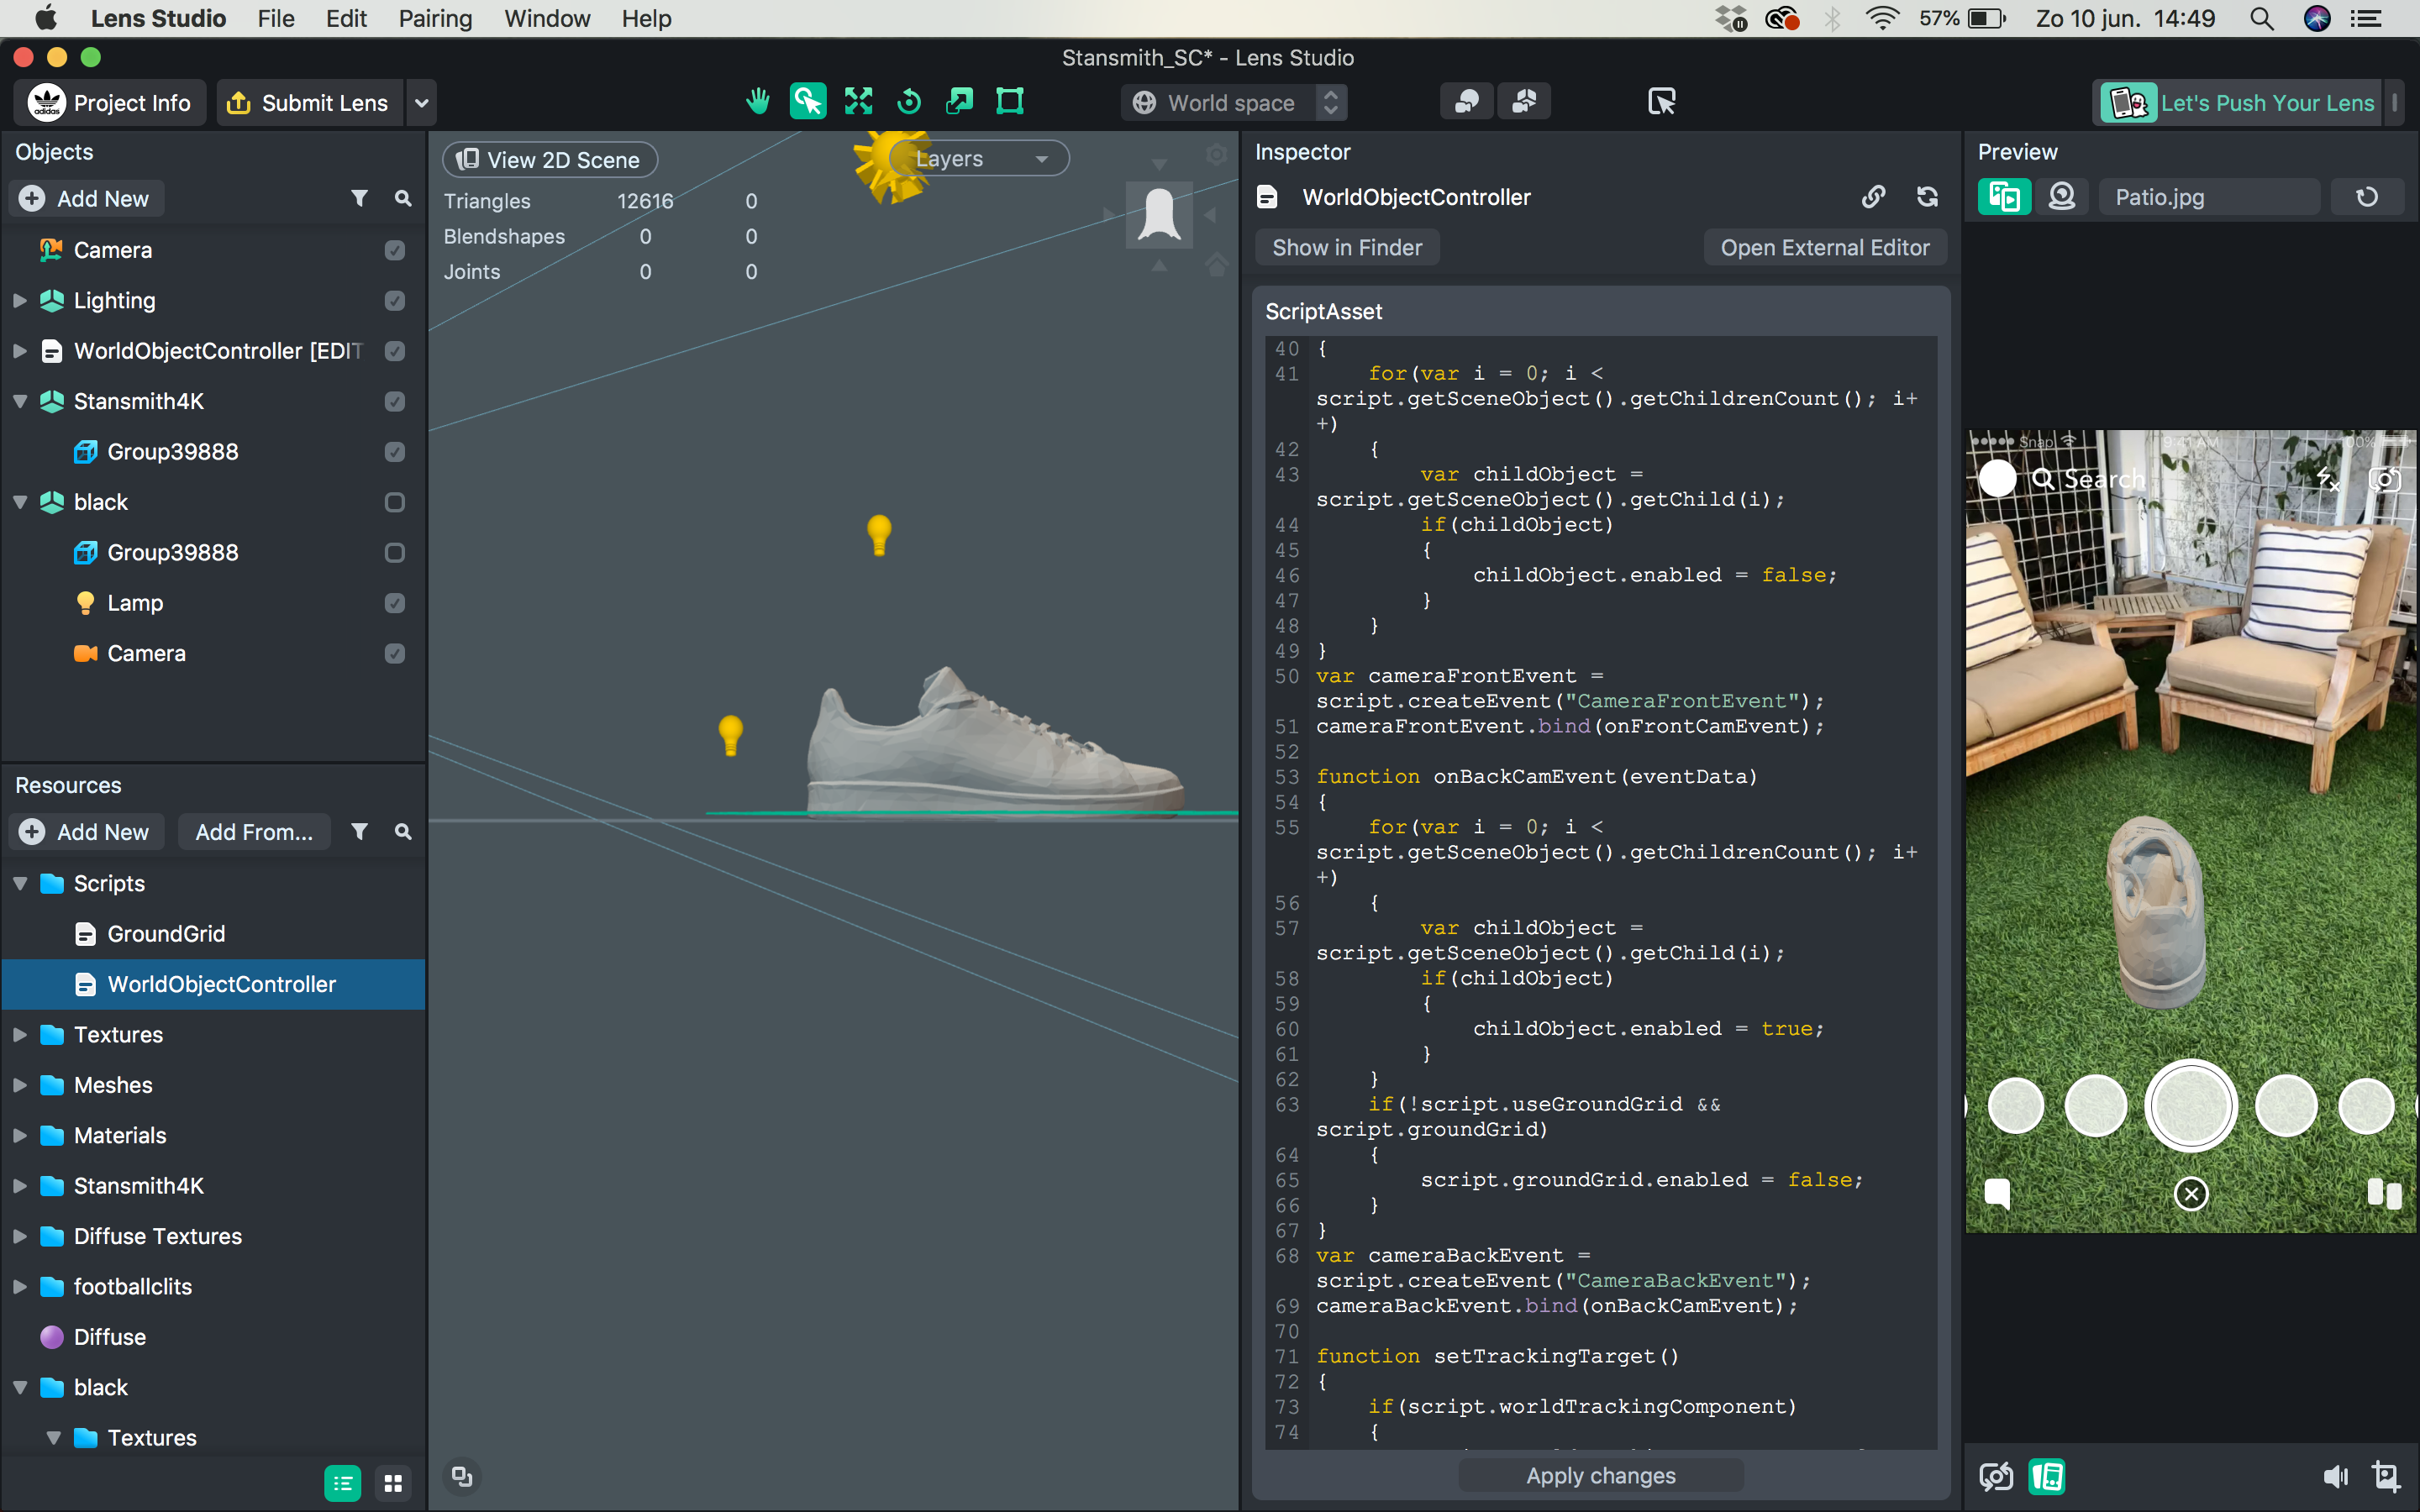 Lens Studio File Edit Pairing Window Help 57% Zo 10 jun. 14:49
Stansmith_SC* - Lens Studio
adidas Project Info Submit Lens World space Let's Push Your Lens
Objects
Add New
Camera
Lighting
WorldObjectController [EDIT
Stansmith4K
Group39888
black
Group39888
Lamp
Camera
Resources
Add New Add From...
Scripts
GroundGrid
WorldObjectController
Textures
Meshes
Materials
Stansmith4K
Diffuse Textures
footballclits
Diffuse
black
Textures
View 2D Scene Layers
Triangles 12616 0
Blendshapes 0 0
Joints 0 0
Inspector
WorldObjectController
Show in Finder Open External Editor
ScriptAsset
40 {
41 for(var i = 0; i <
script.getSceneObject().getChildrenCount(); i+
+)
42 {
43 var childObject =
script.getSceneObject().getChild(i);
44 if(childObject)
45 {
46 childObject.enabled = false;
47 }
48 }
49 }
50 var cameraFrontEvent =
script.createEvent("CameraFrontEvent");
51 cameraFrontEvent.bind(onFrontCamEvent);
52
53 function onBackCamEvent(eventData)
54 {
55 for(var i = 0; i <
script.getSceneObject().getChildrenCount(); i+
+)
56 {
57 var childObject =
script.getSceneObject().getChild(i);
58 if(childObject)
59 {
60 childObject.enabled = true;
61 }
62 }
63 if(!script.useGroundGrid &&
script.groundGrid)
64 {
65 script.groundGrid.enabled = false;
66 }
67 }
68 var cameraBackEvent =
script.createEvent("CameraBackEvent");
69 cameraBackEvent.bind(onBackCamEvent);
70
71 function setTrackingTarget()
72 {
73 if(script.worldTrackingComponent)
74 {
Apply changes
Preview
Patio.jpg
Snap 9:41 AM 00%
Search